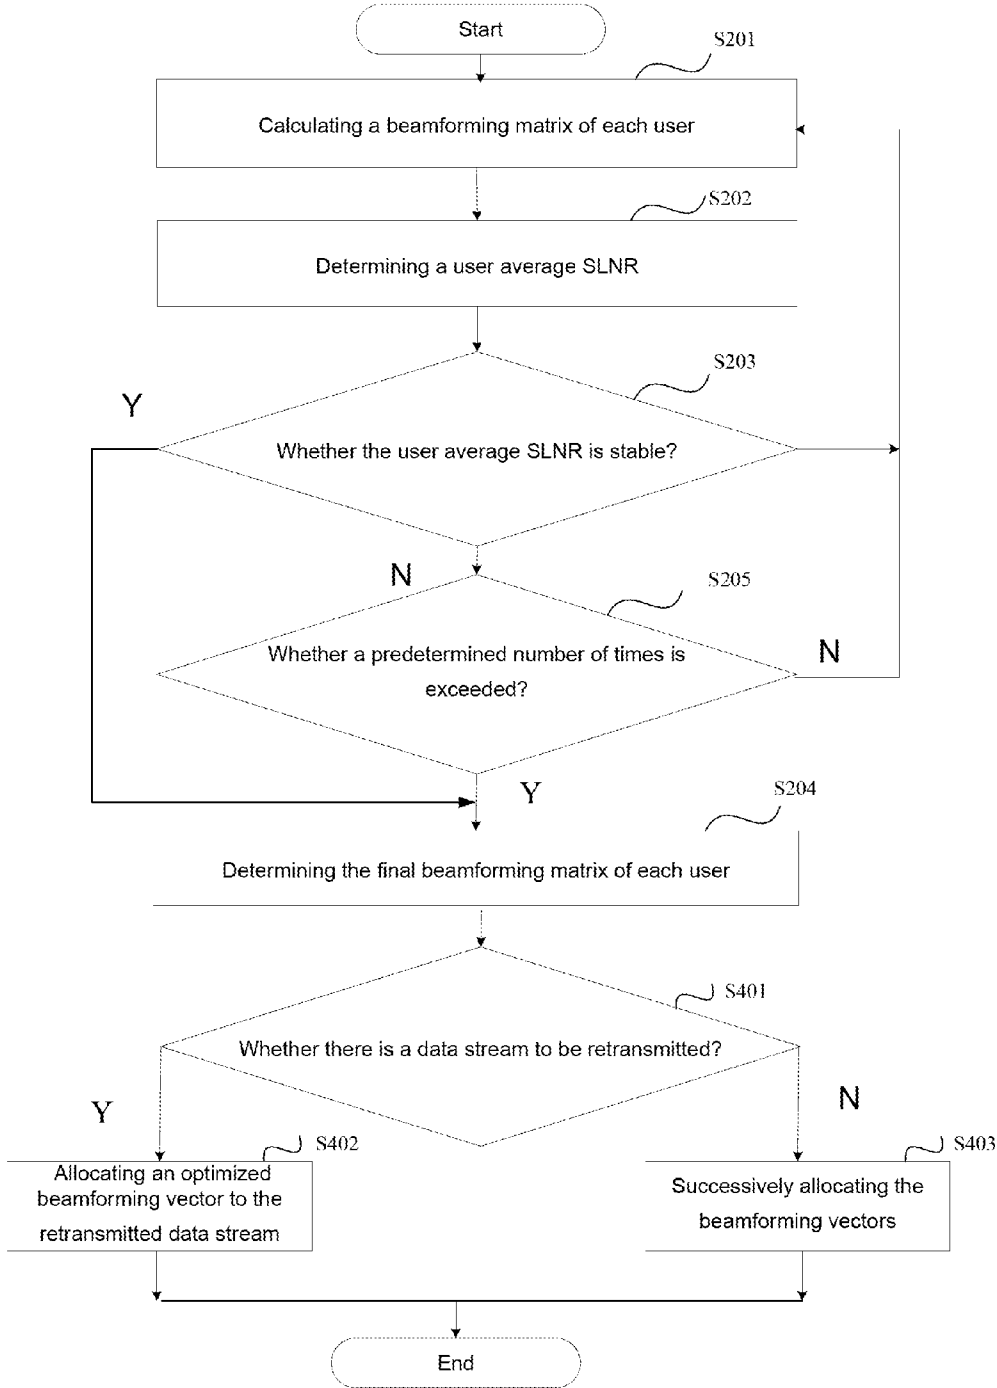 Start
S201
Calculating a beamforming matrix of each user
S202
Determining a user average SLNR
S203
Y
Whether the user average SLNR is stable?
N
S205
Whether a predetermined number of times is
exceeded?
N
Y
S204
Determining the final beamforming matrix of each user
S401
Whether there is a data stream to be retransmitted?
Y
N
S402
Allocating an optimized
beamforming vector to the
retransmitted data stream
S403
Successively allocating the
beamforming vectors
End